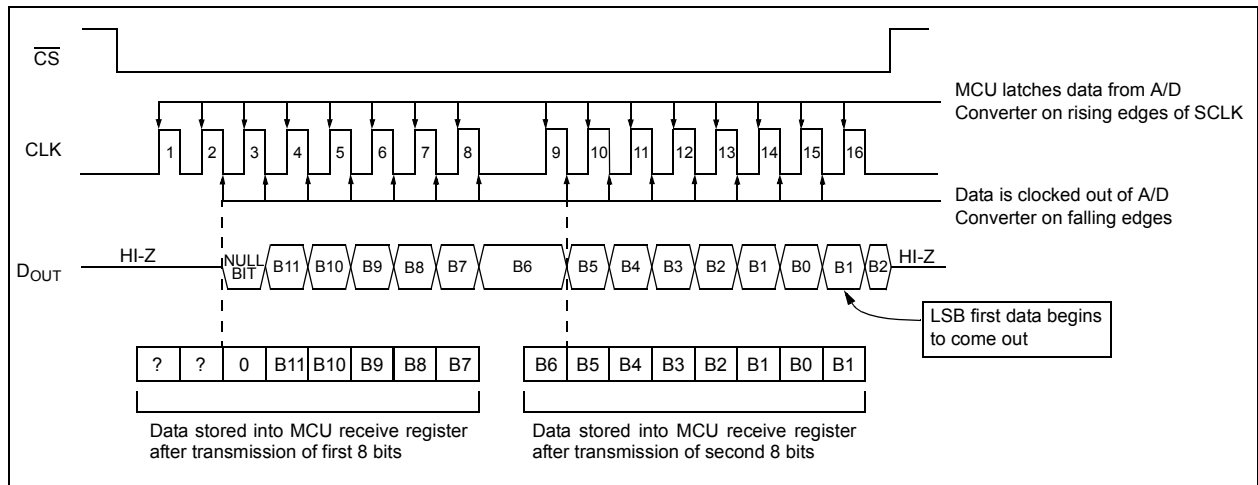 CS
MCU latches data from A/D
Converter on rising edges of SCLK
CLK
1 2 3 4 5 6 7 8 9 10 11 12 13 14 15 16
Data is clocked out of A/D
Converter on falling edges
DOUT
HI-Z
NULL
BIT
B11 B10 B9 B8 B7 B6 B5 B4 B3 B2 B1 B0 B1 B2
HI-Z
LSB first data begins
to come out
? ? 0 B11 B10 B9 B8 B7
B6 B5 B4 B3 B2 B1 B0 B1
Data stored into MCU receive register
after transmission of first 8 bits
Data stored into MCU receive register
after transmission of second 8 bits